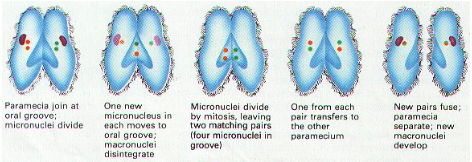 Paramecia join at
oral groove;
micronuclei divide
One new
micronucleus in
each moves to
oral groove;
macronuclei
disintegrate
Micronuclei divide
by mitosis, leaving
two matching pairs
(four micronuclei in
groove)
One from each
pair transfers to
the other
paramecium
New pairs fuse;
paramecia
separate; new
macronuclei
develop